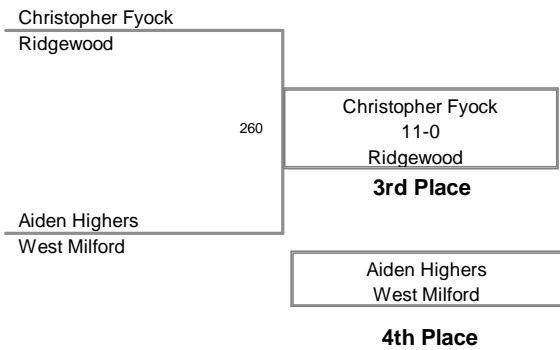 Christopher Fyock
Ridgewood
260
Christopher Fyock
11-0
Ridgewood
3rd Place
Aiden Highers
West Milford
Aiden Highers
West Milford
4th Place